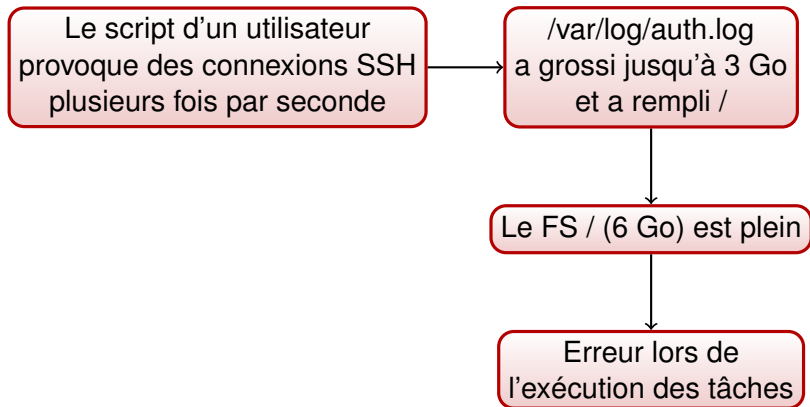 Le script d'un utilisateur
provoque des connexions SSH
plusieurs fois par seconde
/var/log/auth.log
a grossi jusqu'à 3 Go
et a rempli /
Le FS / (6 Go) est plein
Erreur lors de
l'exécution des tâches